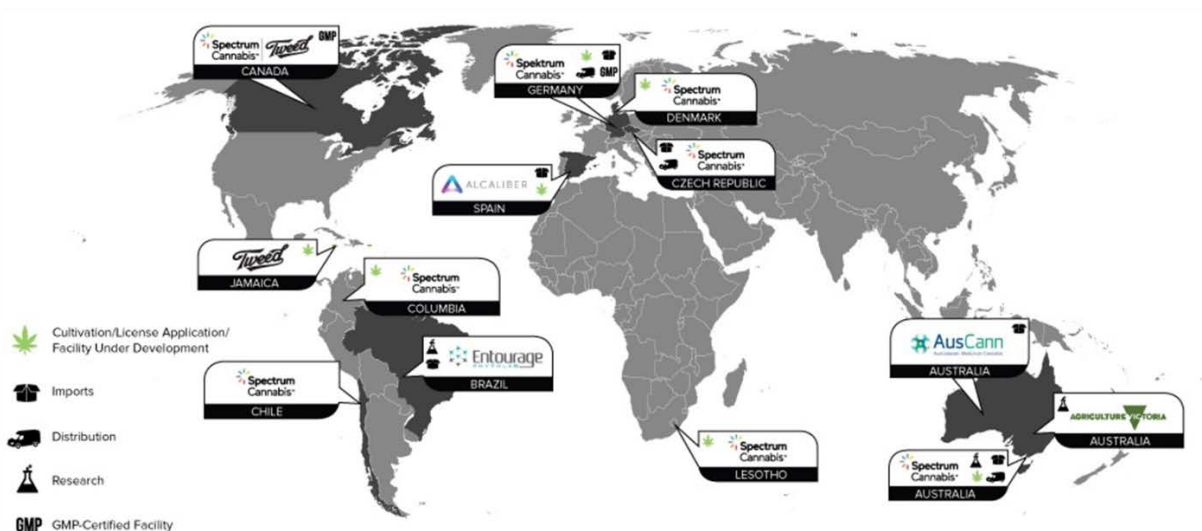 Spectrum
Cannabis
Tweed
GMP
CANADA
Spektrum
Cannabis
GMP
GERMANY
Spectrum
Cannabis
DENMARK
Spectrum
Cannabis
CZECH REPUBLIC
ALCALIBER
SPAIN
Tweed
JAMAICA
Spectrum
Cannabis
COLUMBIA
Entourage
PHYTOLAB
BRAZIL
Spectrum
Cannabis
CHILE
Spectrum
Cannabis
LESOTHO
AusCann
AUSTRALIA
AGRICULTURE VICTORIA
AUSTRALIA
Spectrum
Cannabis
AUSTRALIA
Cultivation/License Application/
Facility Under Development
Imports
Distribution
Research
GMP GMP-Certified Facility